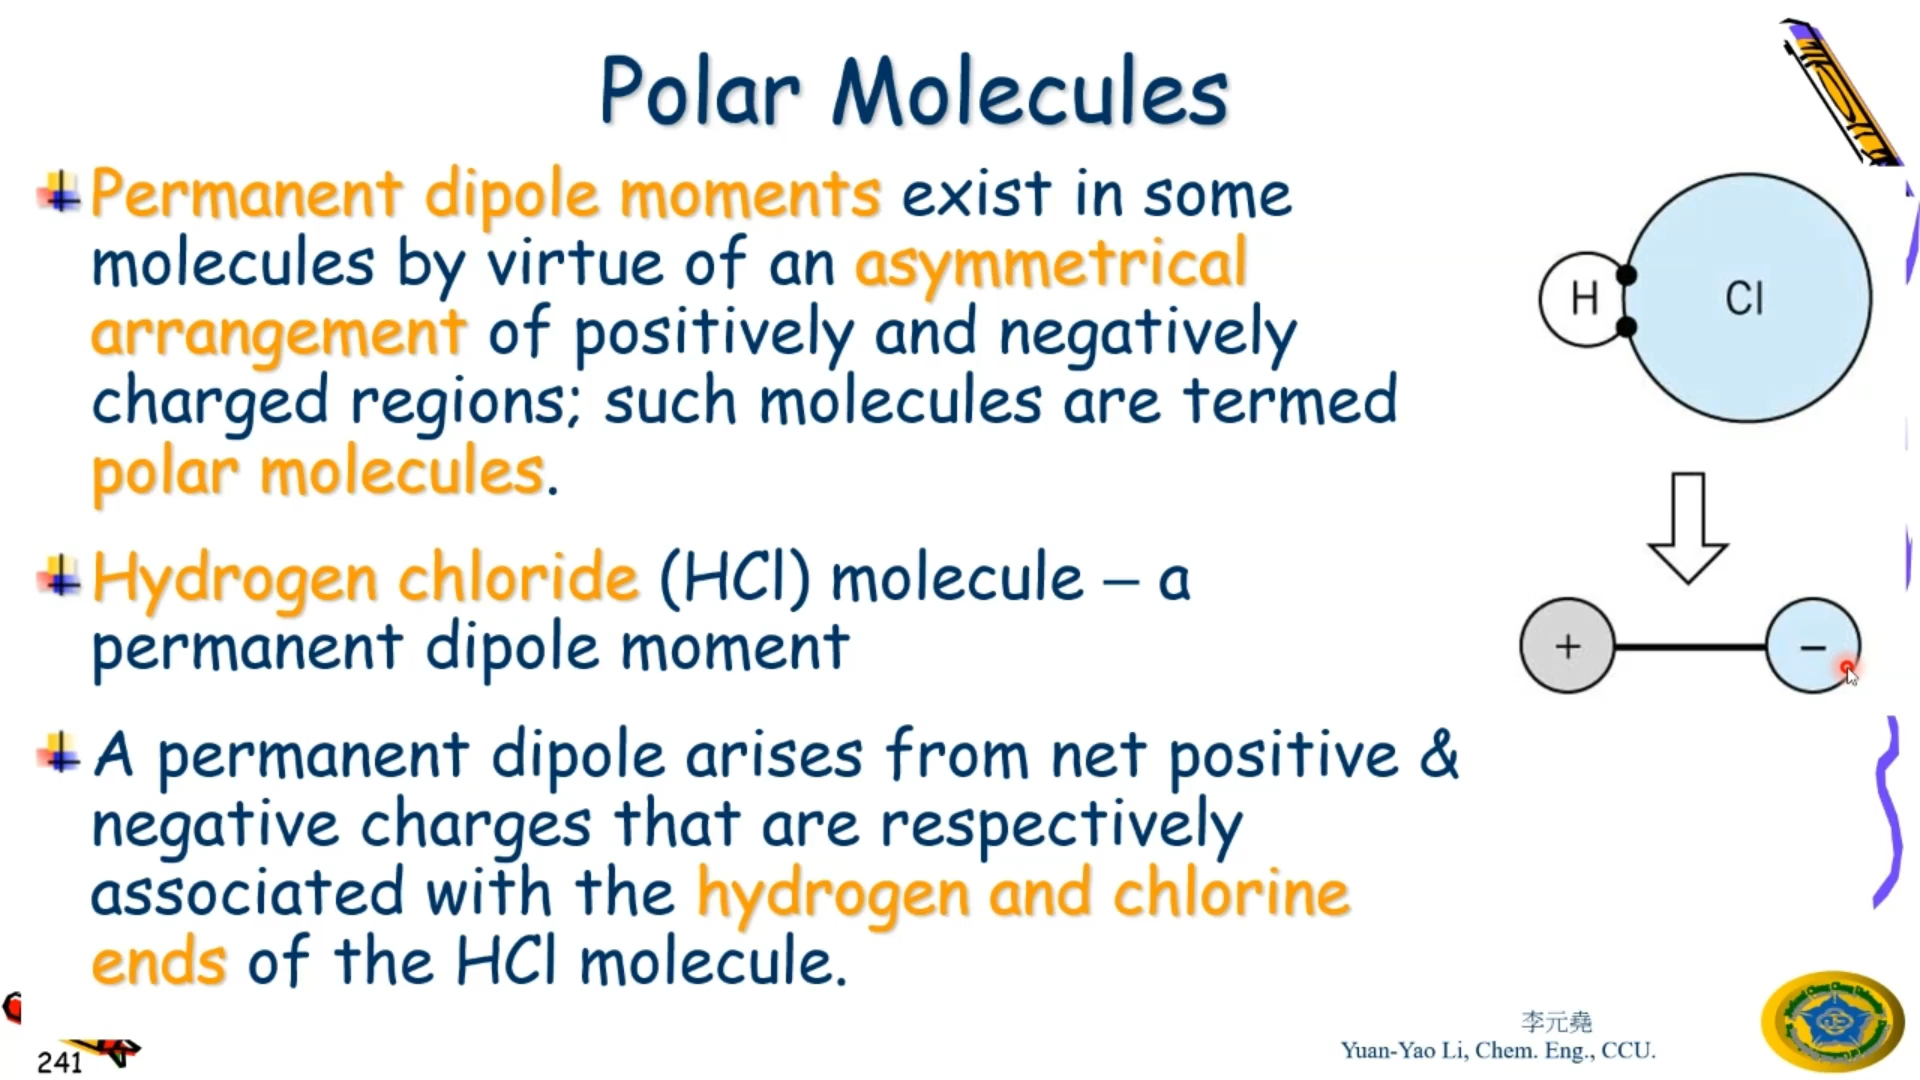 Polar Molecules
Permanent dipole moments exist in some
molecules by virtue of an asymmetrical
arrangement of positively and negatively
charged regions; such molecules are termed
polar molecules.
Hydrogen chloride (HCl) molecule – a
permanent dipole moment
A permanent dipole arises from net positive &
negative charges that are respectively
associated with the hydrogen and chlorine
ends of the HCl molecule.
H
Cl
+
−
李元堯
Yuan-Yao Li, Chem. Eng., CCU.
241